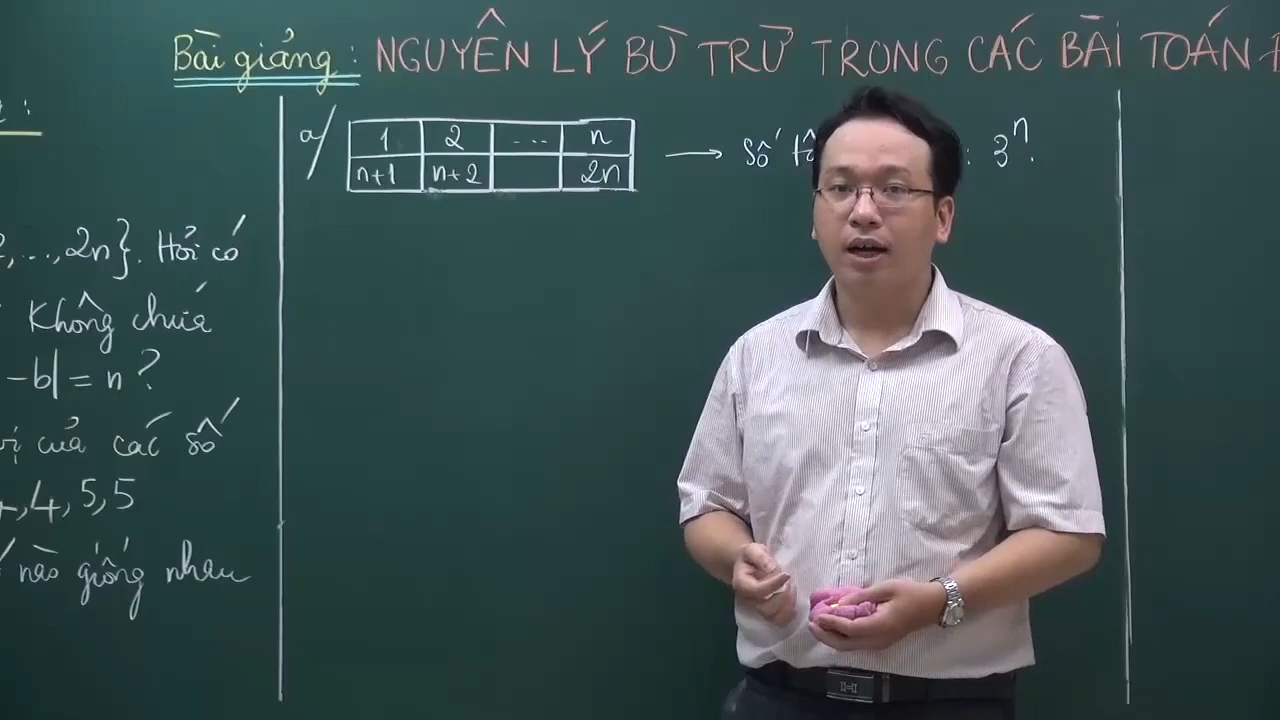 Bài giảng: NGUYÊN LÝ BÙ TRỪ TRONG CÁC BÀI TOÁN
,...,2n}. Hỏi có
Không chứa
-b| = n?
của các số
,4,5,5
nào giống nhau
a/
1 2 ... n
n+1 n+2 2n
→ Số : 3ⁿ.